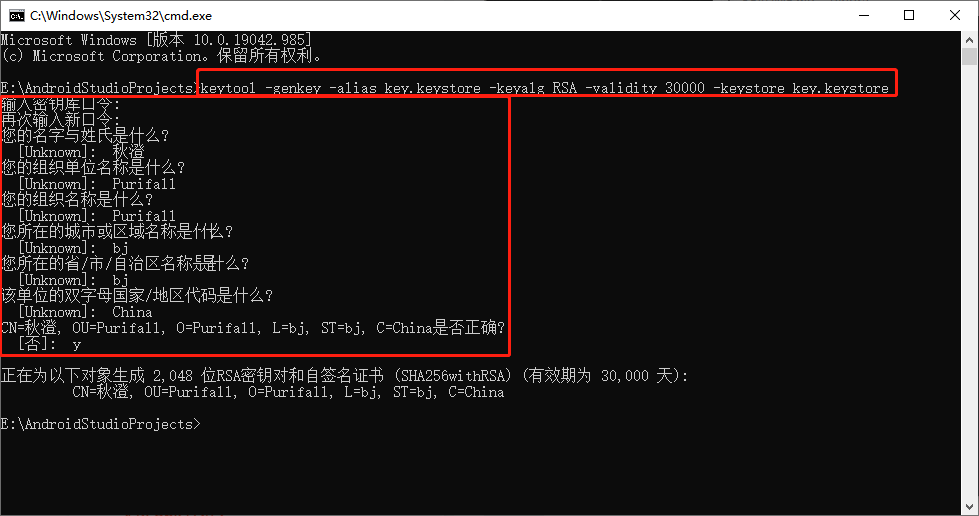 C:\Windows\System32\cmd.exe
Microsoft Windows [版本 10.0.19042.985]
(c) Microsoft Corporation。保留所有权利。
E:\AndroidStudioProjects>keytool -genkey -alias key.keystore -keyalg RSA -validity 30000 -keystore key.keystore
输入密钥库口令:
再次输入新口令:
您的名字与姓氏是什么?
[Unknown]: 秋澄
您的组织单位名称是什么?
[Unknown]: Purifall
您的组织名称是什么?
[Unknown]: Purifall
您所在的城市或区域名称是什么?
[Unknown]: bj
您所在的省/市/自治区名称是什么?
[Unknown]: bj
该单位的双字母国家/地区代码是什么?
[Unknown]: China
CN=秋澄, OU=Purifall, O=Purifall, L=bj, ST=bj, C=China是否正确?
[否]: y
正在为以下对象生成 2,048 位RSA密钥对和自签名证书 (SHA256withRSA) (有效期为 30,000 天):
CN=秋澄, OU=Purifall, O=Purifall, L=bj, ST=bj, C=China
E:\AndroidStudioProjects>